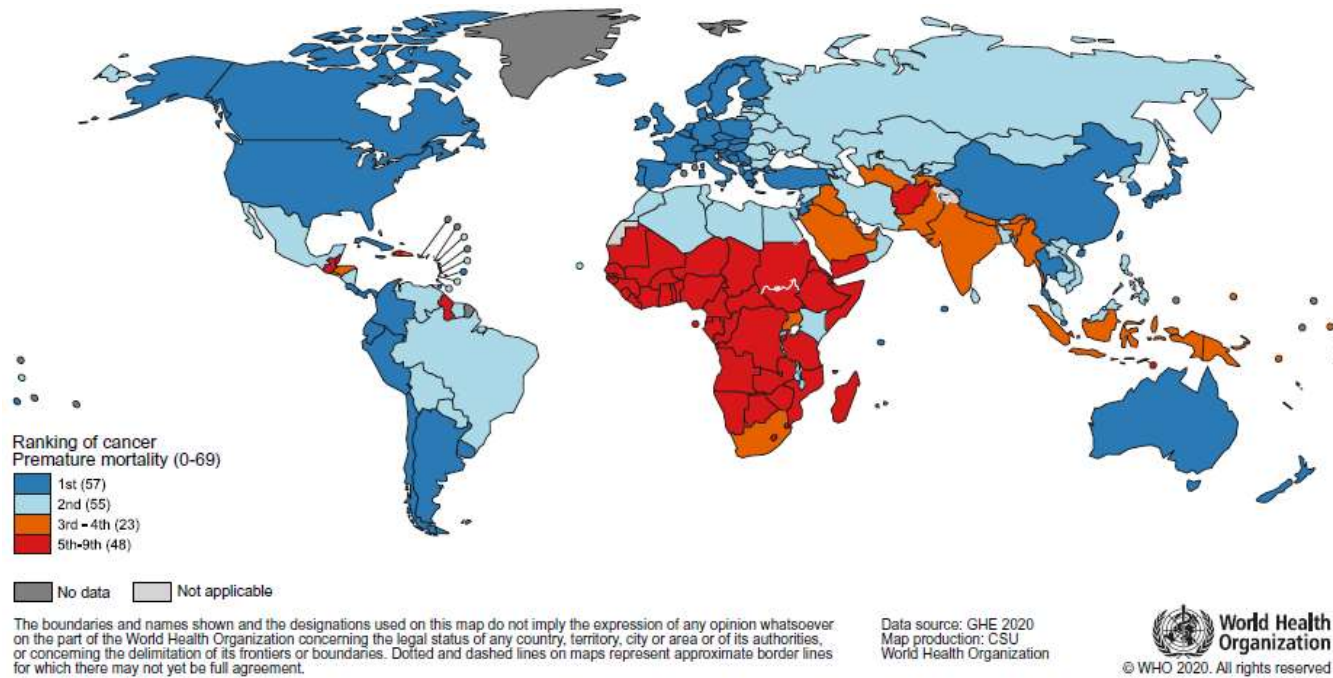 Ranking of cancer
Premature mortality (0-69)
1st (57)
2nd (55)
3rd – 4th (23)
5th-9th (48)
No data
Not applicable
The boundaries and names shown and the designations used on this map do not imply the expression of any opinion whatsoever
on the part of the World Health Organization concerning the legal status of any country, territory, city or area or of its authorities,
or concerning the delimitation of its frontiers or boundaries. Dotted and dashed lines on maps represent approximate border lines
for which there may not yet be full agreement.
Data source: GHE 2020
Map production: CSU
World Health Organization
World Health
Organization
© WHO 2020. All rights reserved